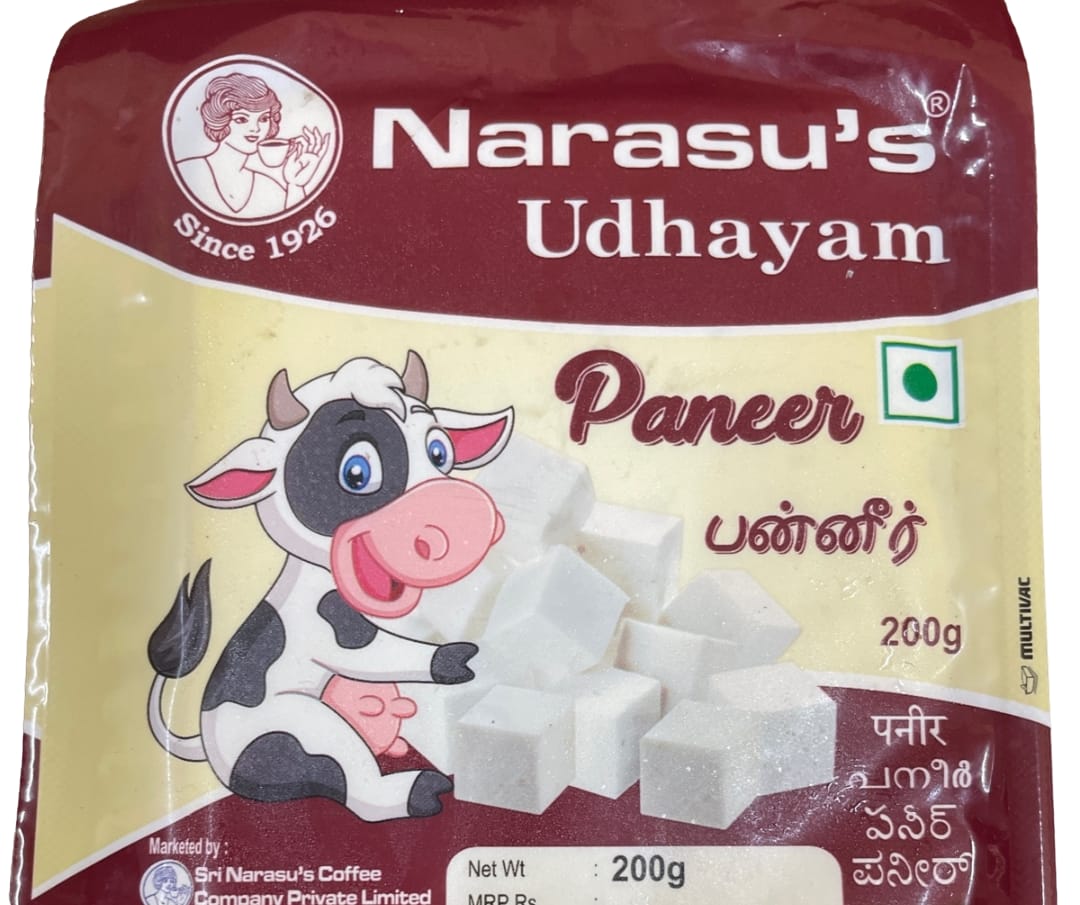 Narasu's®
Udhayam
Since 1926
Paneer
பன்னீர்
200g
MULTIVAC
पनीर
പനീർ
పనీర్
ಪನೀರ್
Marketed by :
Sri Narasu's Coffee
Company Private Limited
Net Wt : 200g
MRP Rs. :